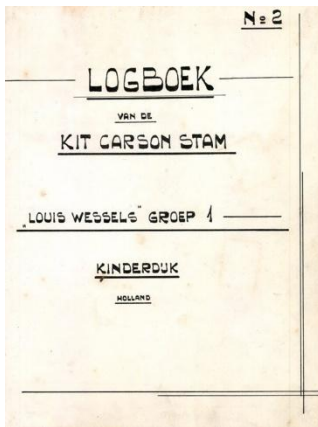 No 2
LOGBOEK
VAN DE
KIT CARSON STAM
„LOUIS WESSELS" GROEP 1
KINDERDIJK
HOLLAND